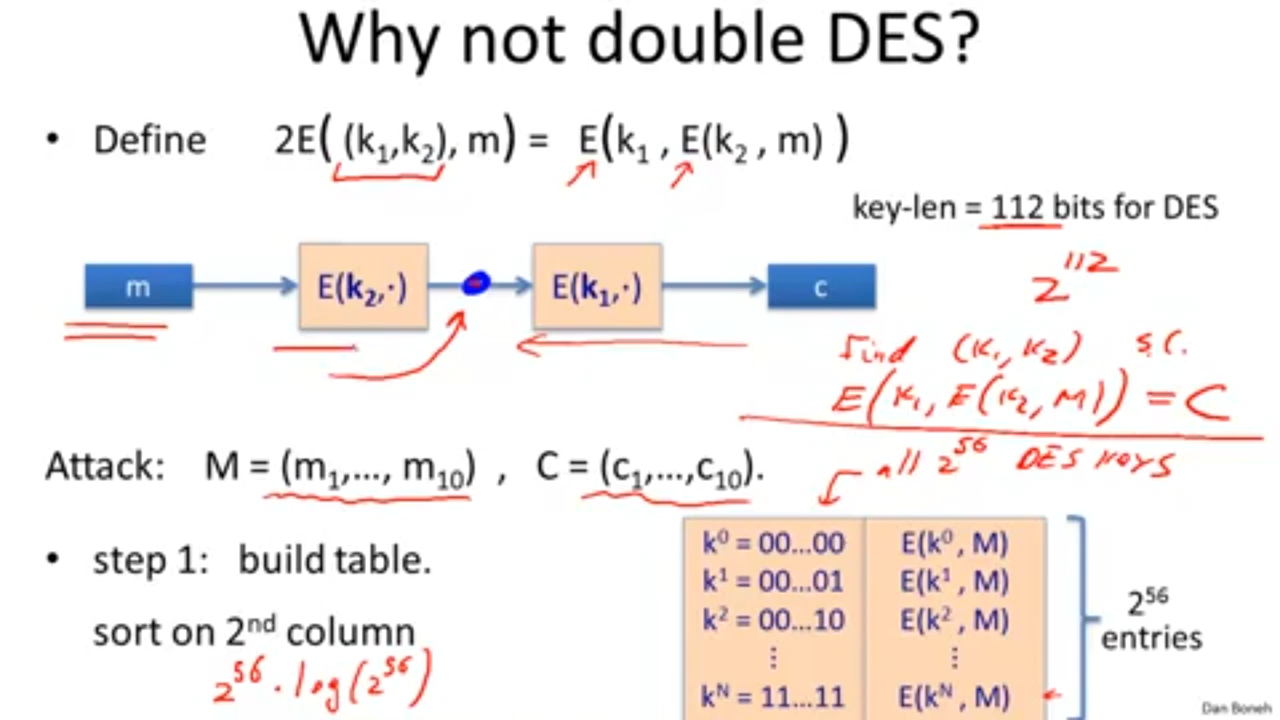 Why not double DES?
• Define 2E( (k₁,k₂), m) = E(k₁ , E(k₂ , m) )
key-len = 112 bits for DES
2¹¹²
m E(k₂,·) E(k₁,·) c
Find (k₁, k₂) s.t.
E(k₁, E(k₂, M)) = C
all 2⁵⁶ DES keys
Attack: M = (m₁,..., m₁₀) , C = (c₁,...,c₁₀).
• step 1: build table.
sort on 2ⁿᵈ column
2⁵⁶ · log(2⁵⁶)
k⁰ = 00...00 E(k⁰ , M)
k¹ = 00...01 E(k¹ , M)
k² = 00...10 E(k² , M)
⋮ ⋮
kᴺ = 11...11 E(kᴺ , M)
2⁵⁶
entries
Dan Boneh